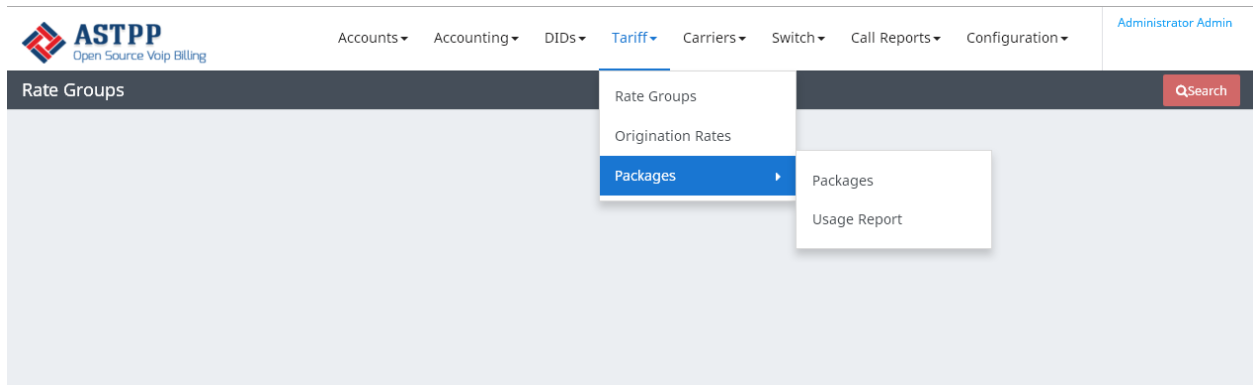 ASTPP
Open Source Voip Billing
Accounts Accounting DIDs Tariff Carriers Switch Call Reports Configuration
Administrator Admin
Rate Groups
Search
Rate Groups
Origination Rates
Packages
Packages
Usage Report